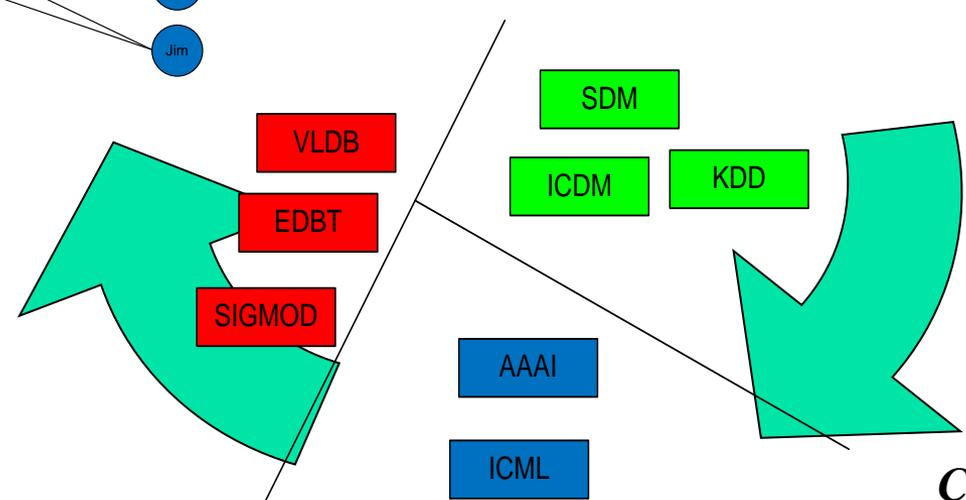 Jim
SDM
VLDB
ICDM
KDD
EDBT
SIGMOD
AAAI
ICML
C